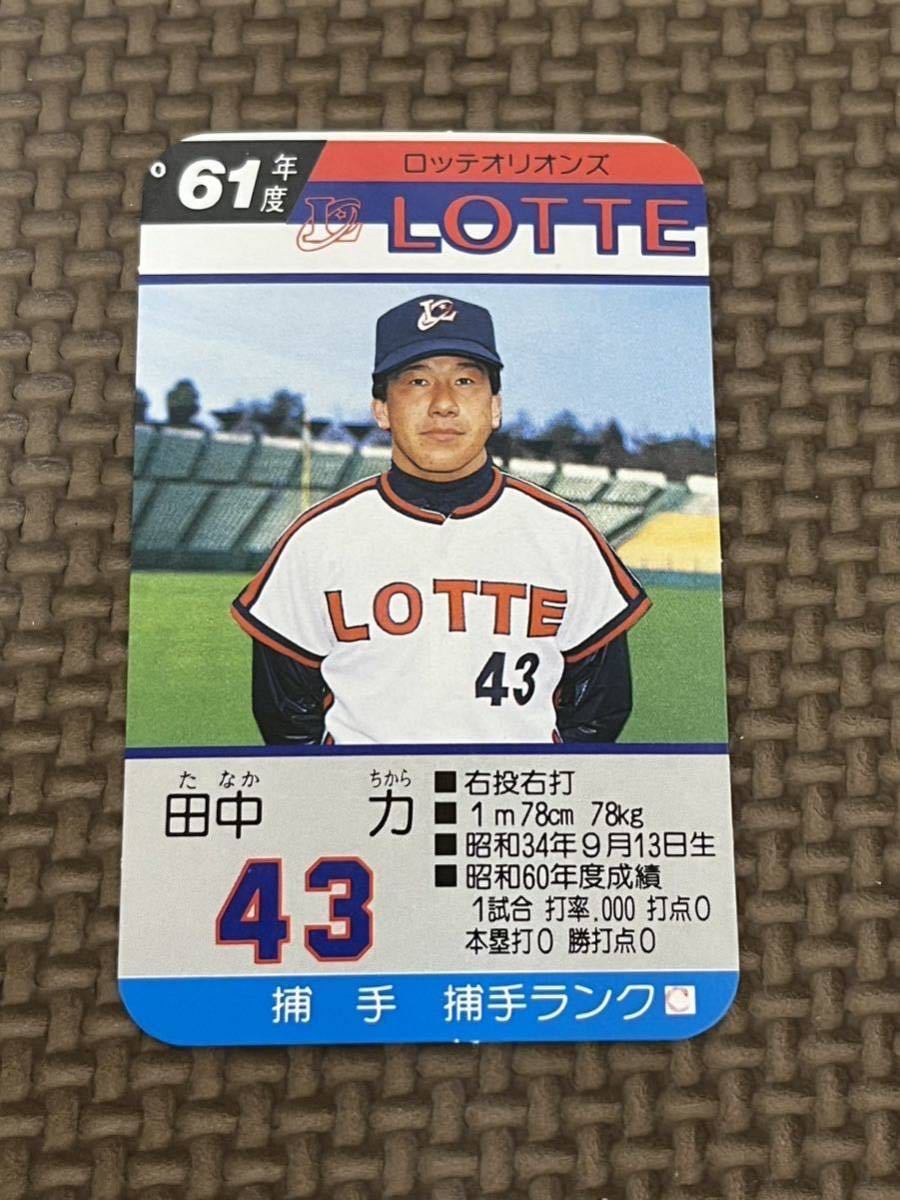 °61年度
ロッテオリオンズ
LOTTE
LOTTE
43
たなか ちから
田中 力
43
■右投右打
■1m78cm 78kg
■昭和34年9月13日生
■昭和60年度成績
1試合 打率.000 打点0
本塁打0 勝打点0
捕手 捕手ランクC